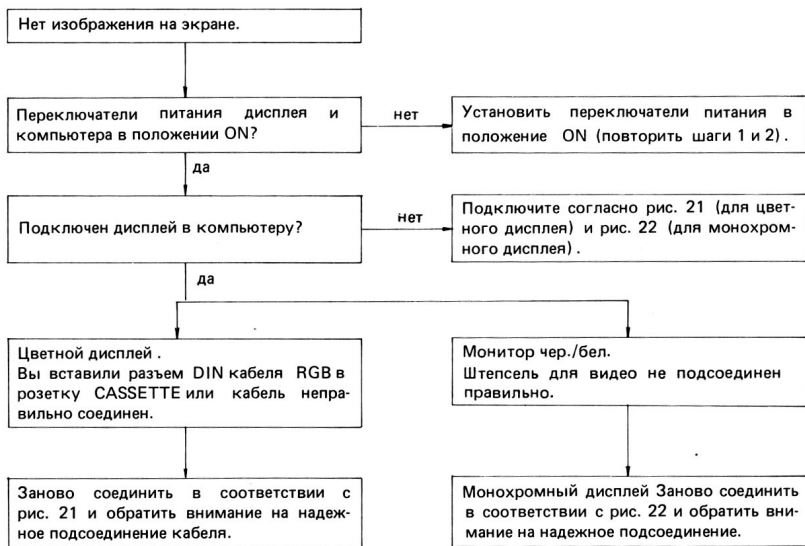 Нет изображения на экране.
Переключатели питания дисплея и
компьютера в положении ON?
нет
Установить переключатели питания в
положение ON (повторить шаги 1 и 2).
да
Подключен дисплей в компьютеру?
нет
Подключите согласно рис. 21 (для цвет-
ного дисплея) и рис. 22 (для монохром-
ного дисплея).
да
Цветной дисплей .
Вы вставили разъем DIN кабеля RGB в
розетку CASSETTE или кабель непра-
вильно соединен.
Монитор чер./бел.
Штепсель для видео не подсоединен
правильно.
Заново соединить в соответствии с
рис. 21 и обратить внимание на надеж-
ное подсоединение кабеля.
Монохромный дисплей Заново соединить
в соответствии с рис. 22 и обратить вни-
мание на надежное подсоединение.